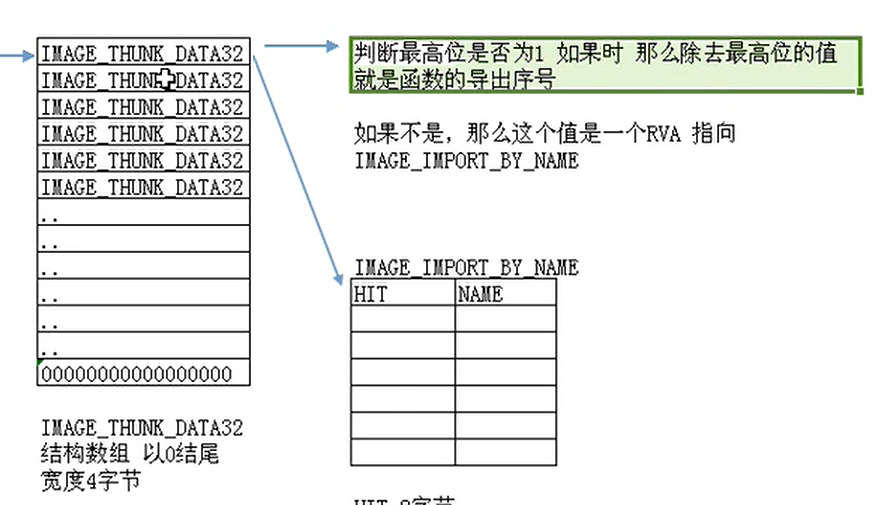 IMAGE_THUNK_DATA32
IMAGE_THUNK_DATA32
IMAGE_THUNK_DATA32
IMAGE_THUNK_DATA32
IMAGE_THUNK_DATA32
IMAGE_THUNK_DATA32
..
..
..
..
..
..
00000000000000000
IMAGE_THUNK_DATA32
结构数组 以0结尾
宽度4字节
判断最高位是否为1 如果时 那么除去最高位的值
就是函数的导出序号
如果不是，那么这个值是一个RVA 指向
IMAGE_IMPORT_BY_NAME
IMAGE_IMPORT_BY_NAME
HIT NAME